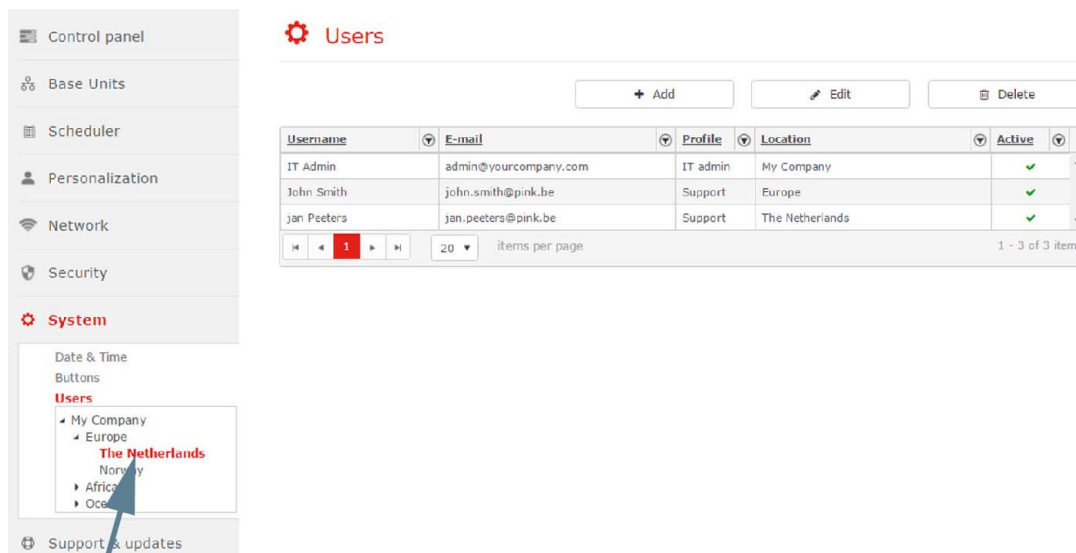 Control panel
Base Units
Scheduler
Personalization
Network
Security
System
Date & Time
Buttons
Users
My Company
Europe
The Netherlands
Norway
Support & updates
Users
Add Edit Delete
Username E-mail Profile Location Active
IT Admin admin@yourcompany.com IT admin My Company
John Smith john.smith@pink.be Support Europe
jan Peeters jan.peeters@pink.be Support The Netherlands
1 20 items per page 1 - 3 of 3 item